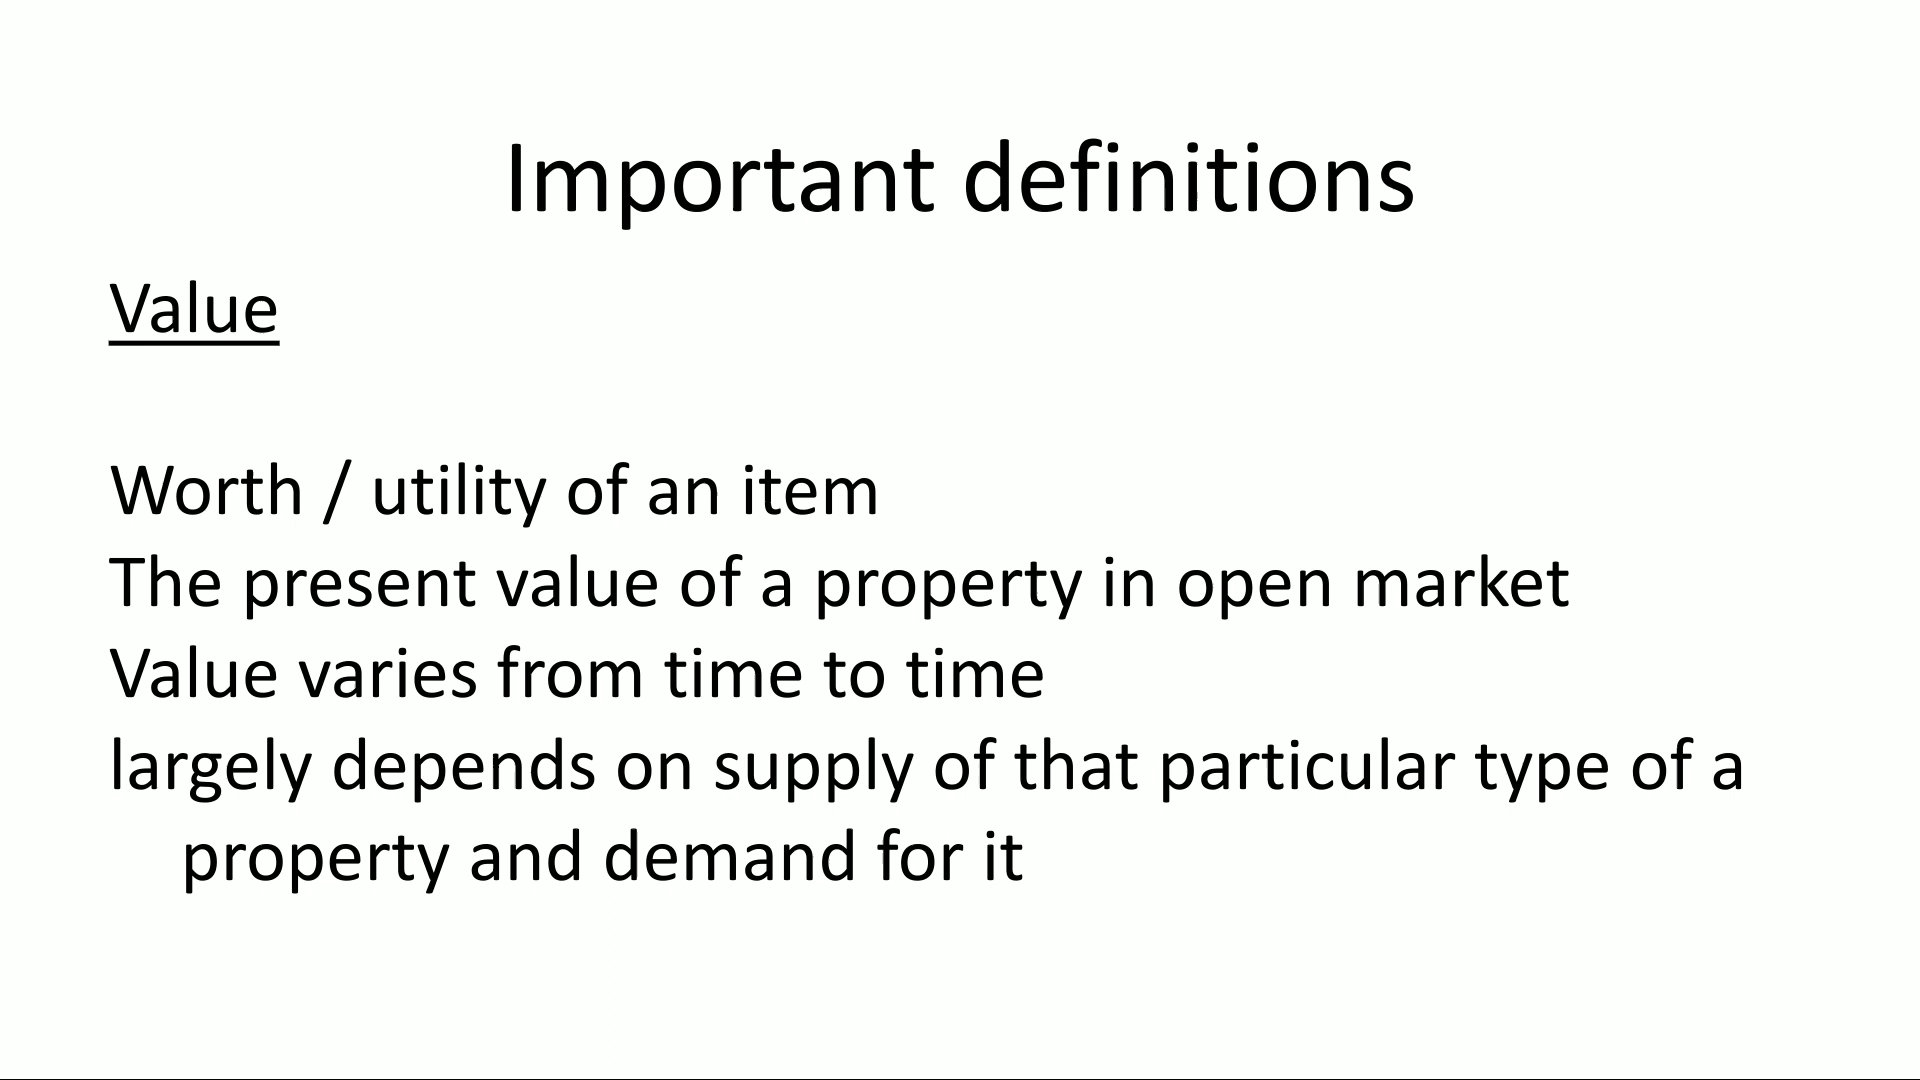 Important definitions
Value
Worth / utility of an item
The present value of a property in open market
Value varies from time to time
largely depends on supply of that particular type of a
property and demand for it